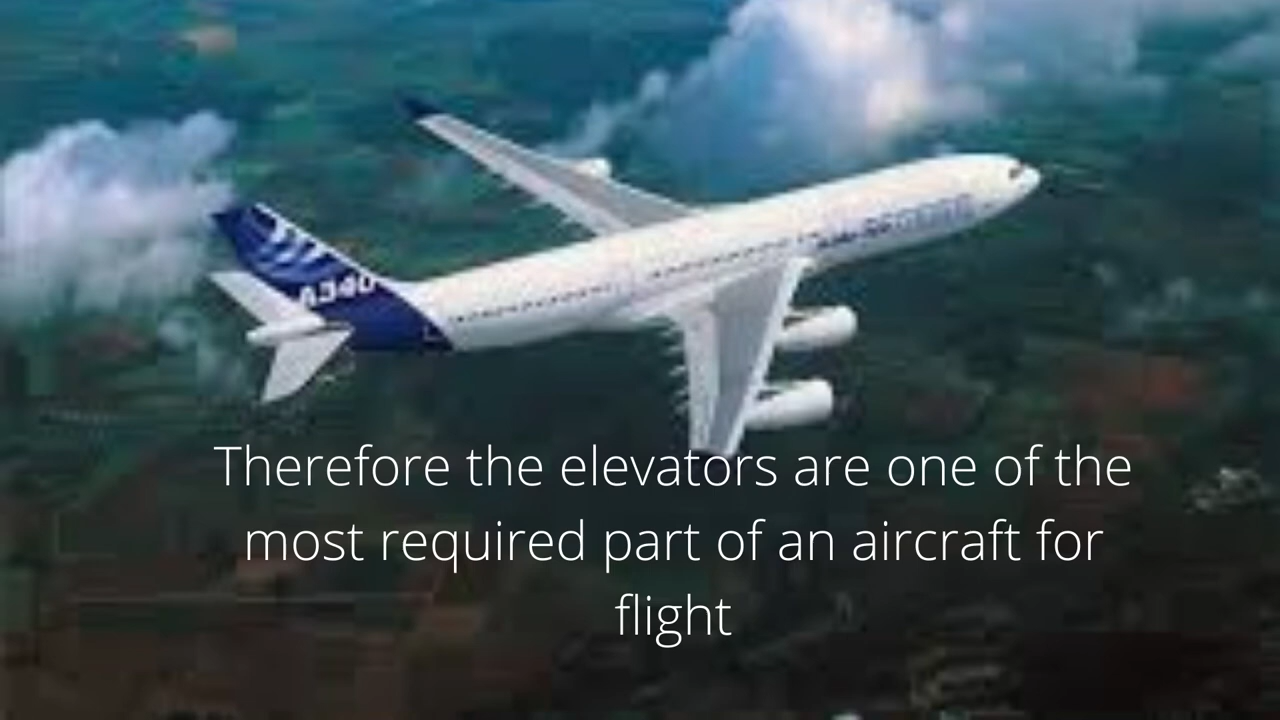 A340
Therefore the elevators are one of the
most required part of an aircraft for
flight